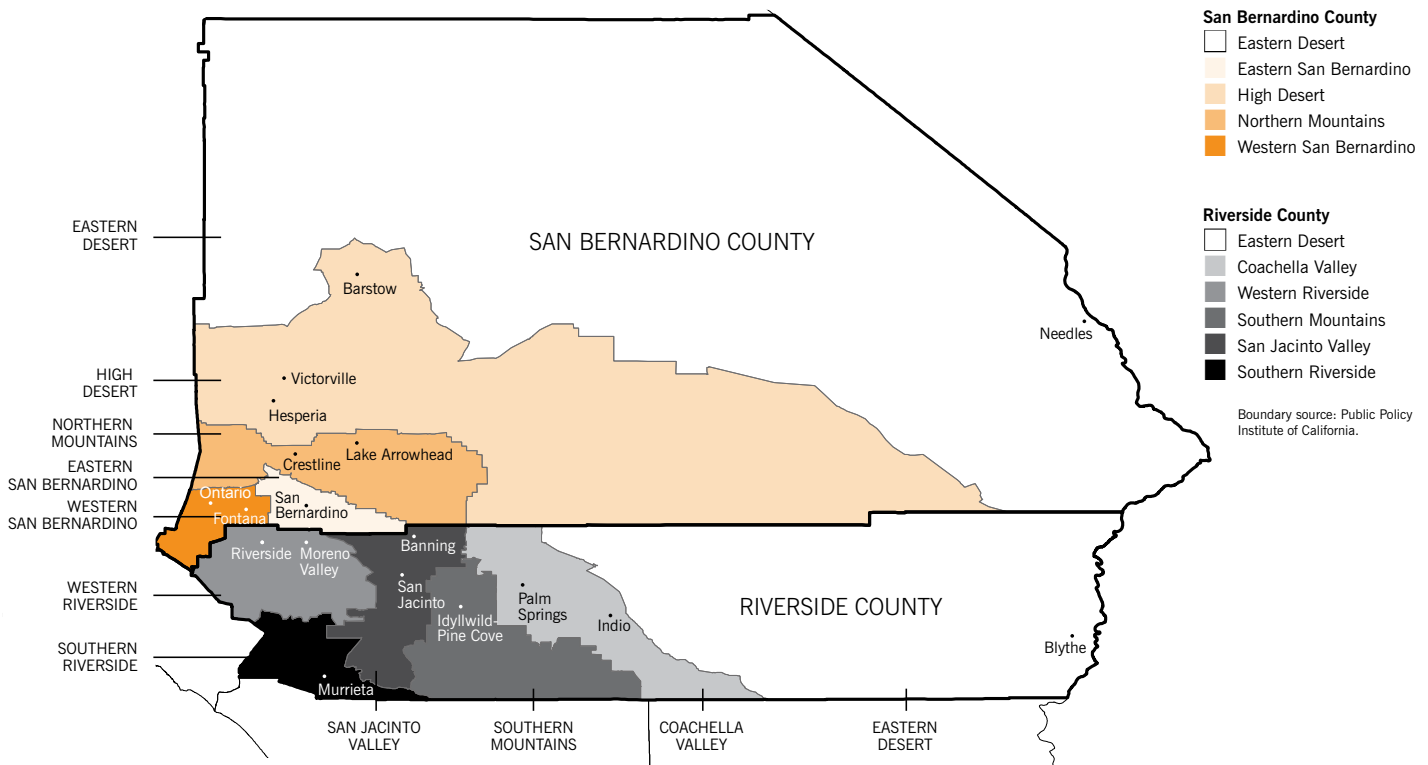 San Bernardino County
Eastern Desert
Eastern San Bernardino
High Desert
Northern Mountains
Western San Bernardino
Riverside County
Eastern Desert
Coachella Valley
Western Riverside
Southern Mountains
San Jacinto Valley
Southern Riverside
Boundary source: Public Policy
Institute of California.
EASTERN
DESERT
HIGH
DESERT
NORTHERN
MOUNTAINS
EASTERN
SAN BERNARDINO
WESTERN
SAN BERNARDINO
WESTERN
RIVERSIDE
SOUTHERN
RIVERSIDE
SAN BERNARDINO COUNTY
Barstow
Needles
Victorville
Hesperia
Lake Arrowhead
Crestline
Ontario
Fontana
San
Bernardino
Riverside
Moreno
Valley
Banning
San
Jacinto
Idyllwild-
Pine Cove
Palm
Springs
Indio
RIVERSIDE COUNTY
Blythe
Murrieta
SAN JACINTO
VALLEY
SOUTHERN
MOUNTAINS
COACHELLA
VALLEY
EASTERN
DESERT